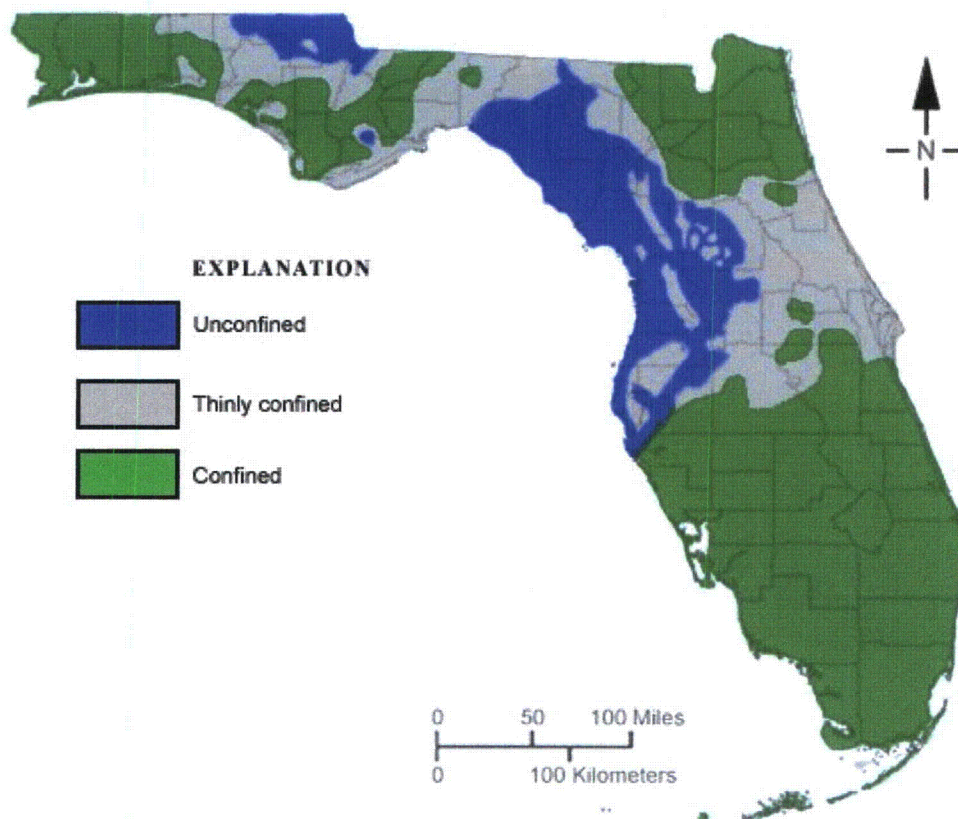 N
EXPLANATION
Unconfined
Thinly confined
Confined
0 50 100 Miles
0 100 Kilometers